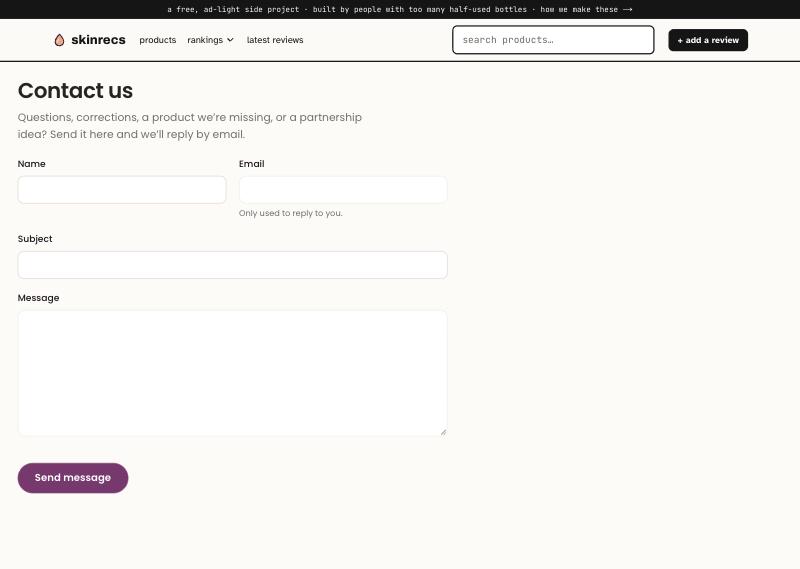 a free, ad-light side project · built by people with too many half-used bottles · how we make these →
skinrecs
products
rankings
latest reviews
search products…
+ add a review
Contact us
Questions, corrections, a product we're missing, or a partnership
idea? Send it here and we'll reply by email.
Name
Email
Only used to reply to you.
Subject
Message
Send message